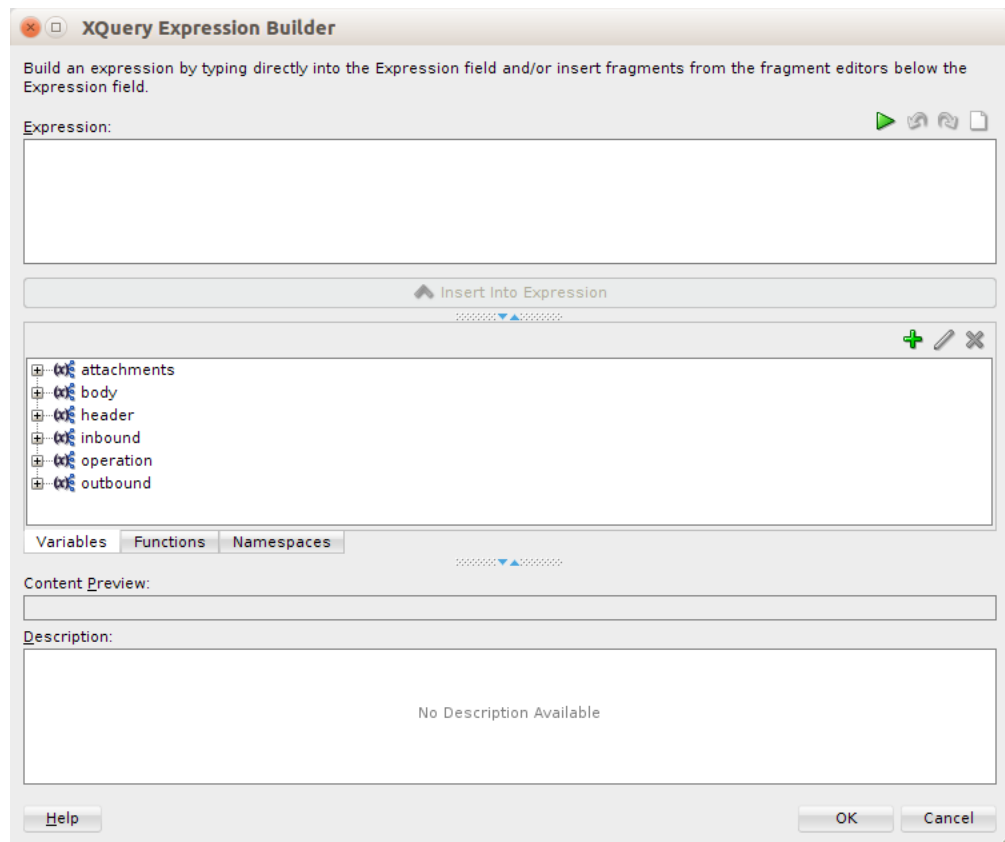 XQuery Expression Builder
Build an expression by typing directly into the Expression field and/or insert fragments from the fragment editors below the
Expression field.
Expression:
Insert Into Expression
attachments
body
header
inbound
operation
outbound
Variables Functions Namespaces
Content Preview:
Description:
No Description Available
Help OK Cancel